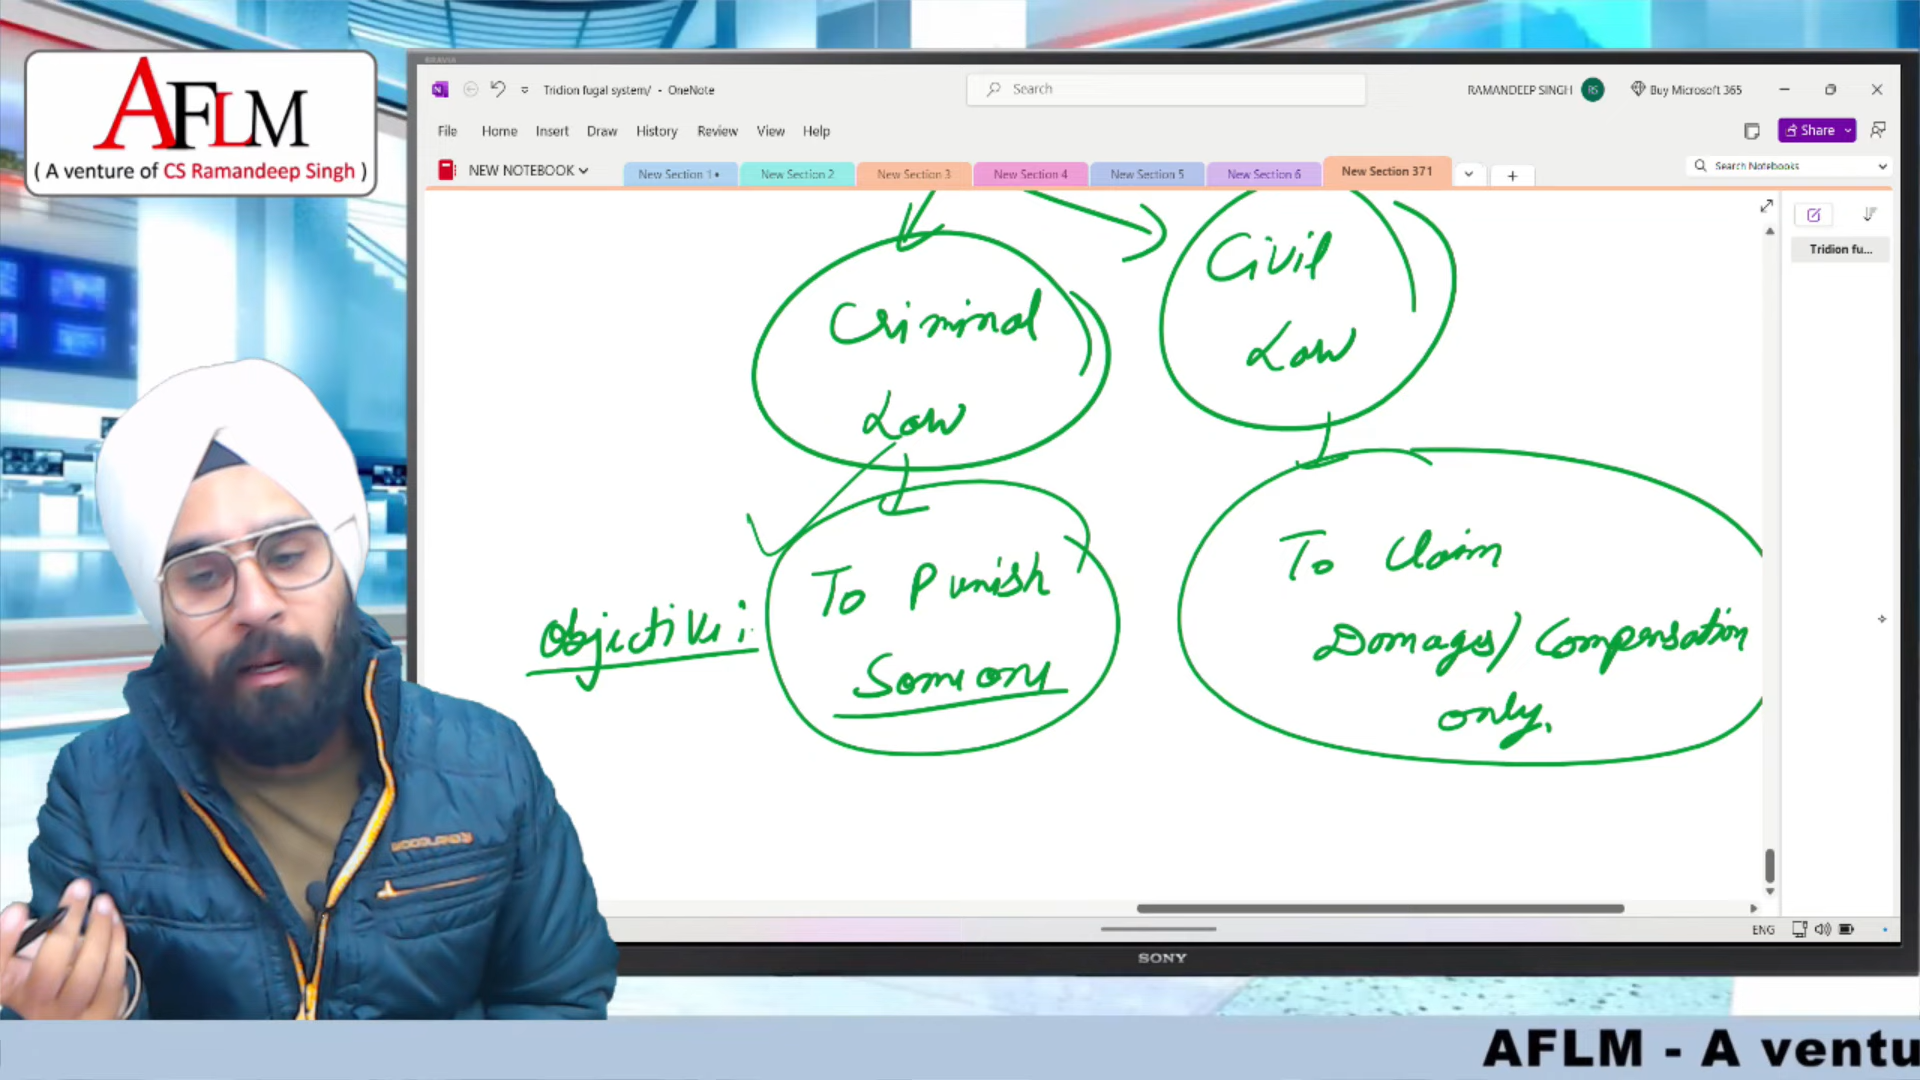 AFLM
( A venture of CS Ramandeep Singh )
BRAVIA
Tridion fugal system/ - OneNote
Search
RAMANDEEP SINGH
RS
Buy Microsoft 365
File
Home
Insert
Draw
History
Review
View
Help
Share
NEW NOTEBOOK
New Section 1
New Section 2
New Section 3
New Section 4
New Section 5
New Section 6
New Section 371
Search Notebooks
Tridion fu...
Criminal
Law
Civil
Law
Objective :
To Punish
Someone
To Claim
Damages/ Compensation
only.
WOODLAND
ENG
SONY
AFLM - A ventu